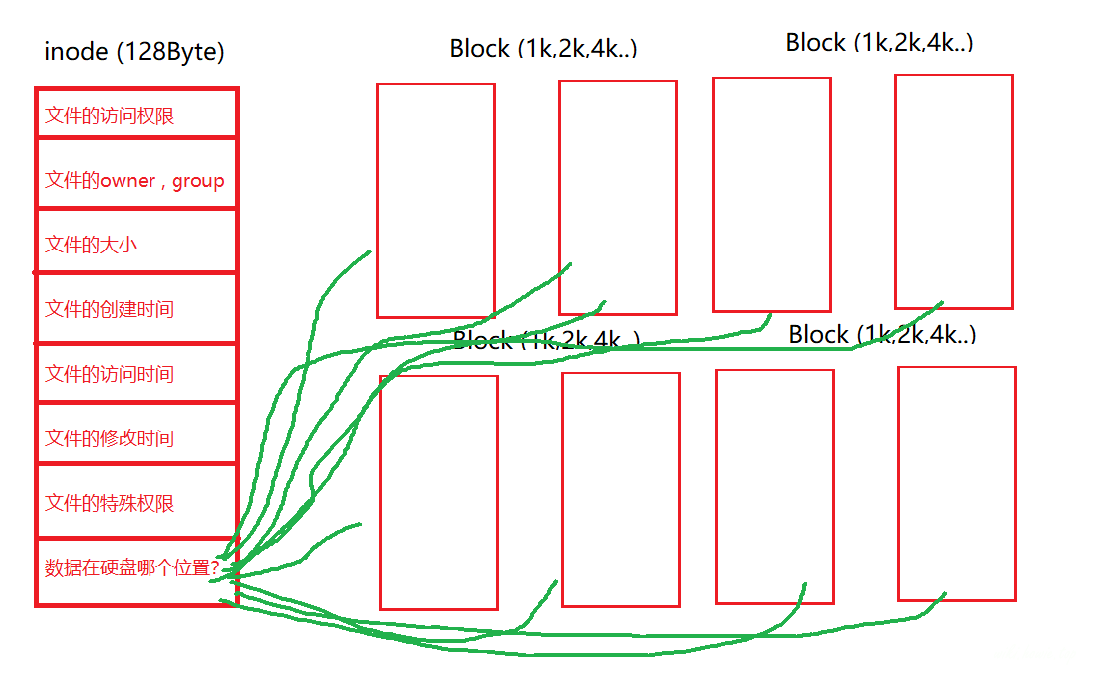 inode (128Byte)
Block (1k,2k,4k..)
Block (1k,2k,4k..)
文件的访问权限
文件的owner , group
文件的大小
文件的创建时间
文件的访问时间
文件的修改时间
文件的特殊权限
数据在硬盘哪个位置?
Block (1k,2k,4k..)
Block (1k,2k,4k..)